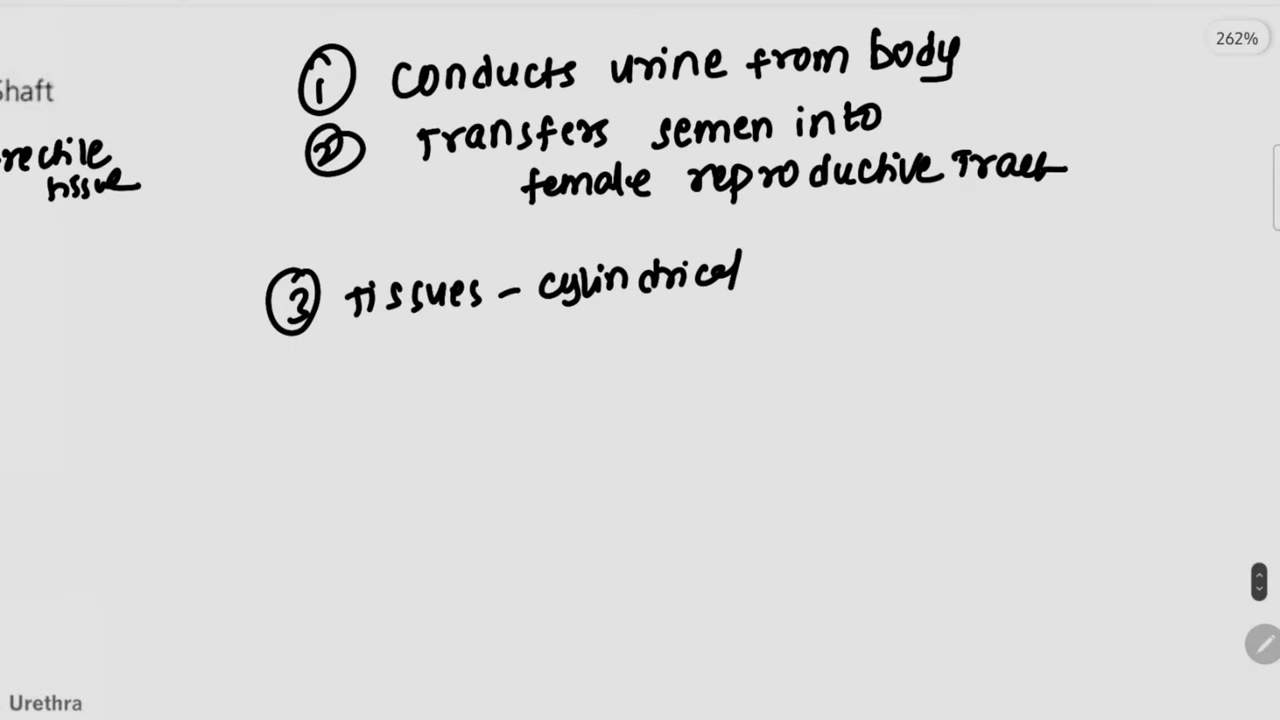 262%
① conducts urine from body
Shaft
② Transfers semen into
female reproductive Tract
rectile
tissue
③ Tissues - cylindrical
Urethra